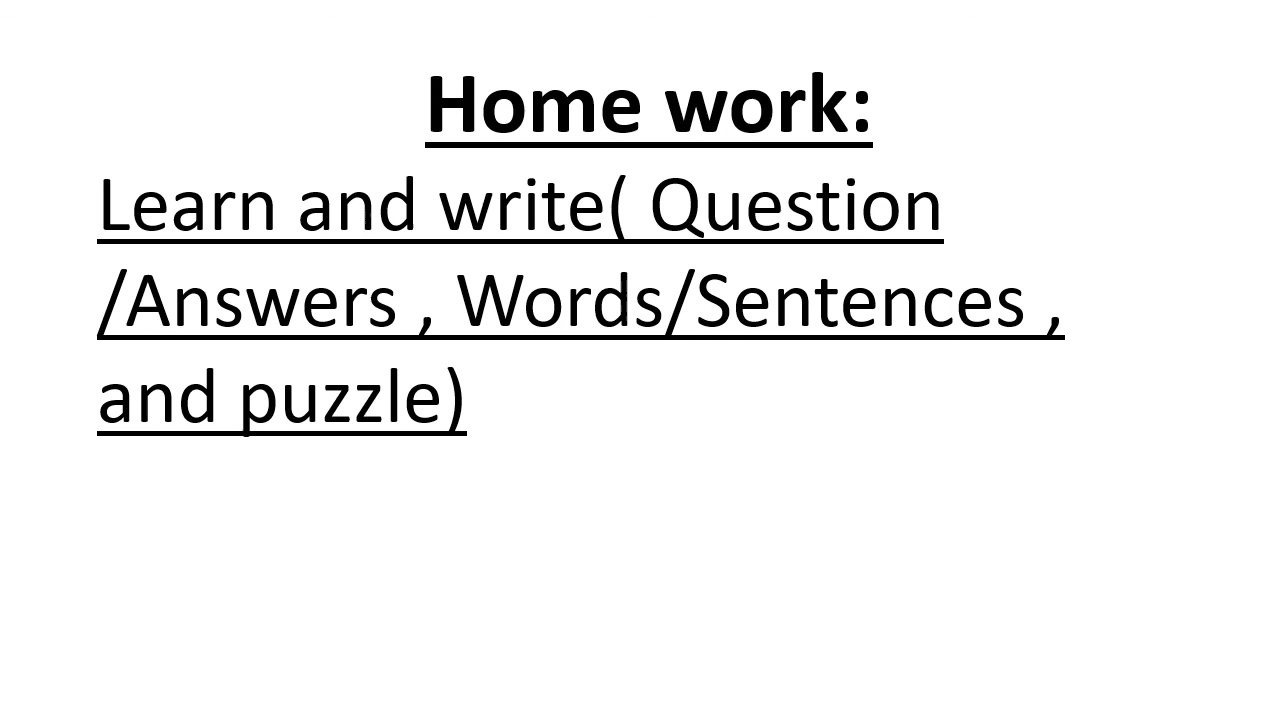 Home work:
Learn and write( Question
/Answers , Words/Sentences ,
and puzzle)